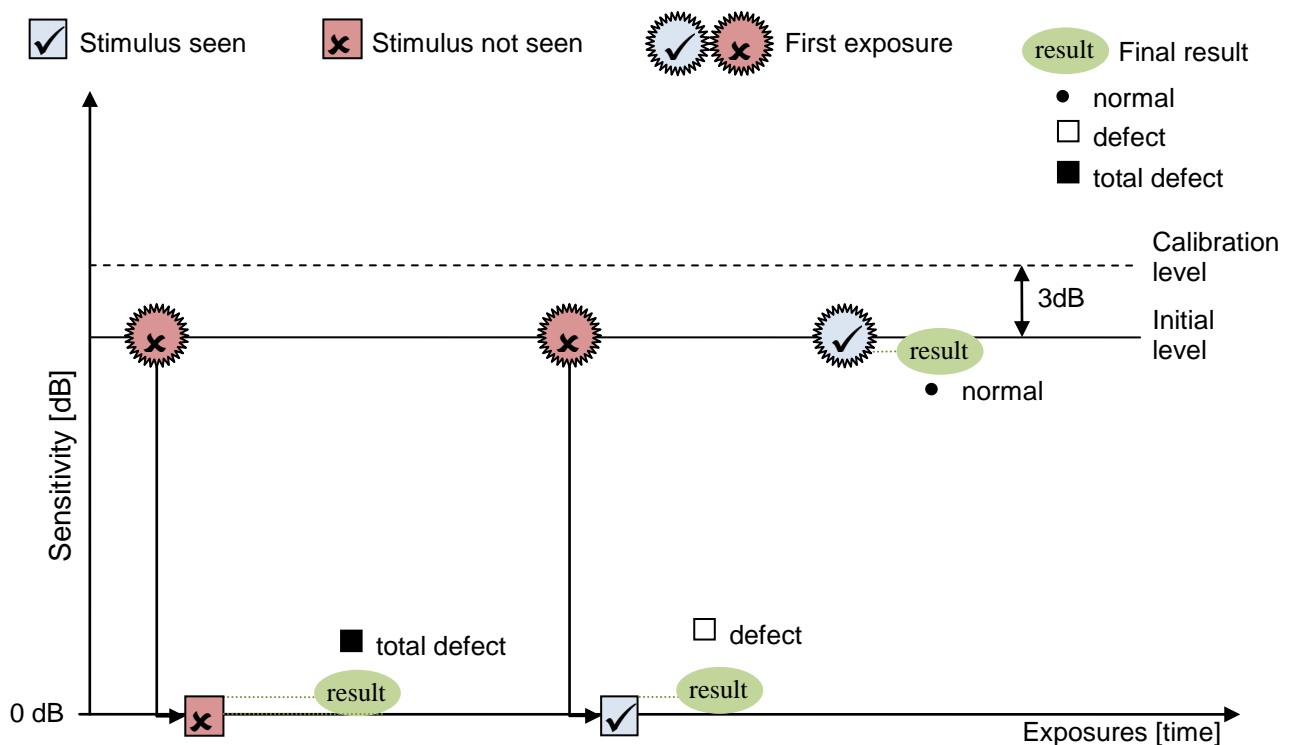 Stimulus seen
Stimulus not seen
First exposure
result Final result
normal
defect
total defect
Calibration
level
3dB
Initial
level
result
normal
Sensitivity [dB]
total defect
defect
result
result
0 dB
Exposures [time]